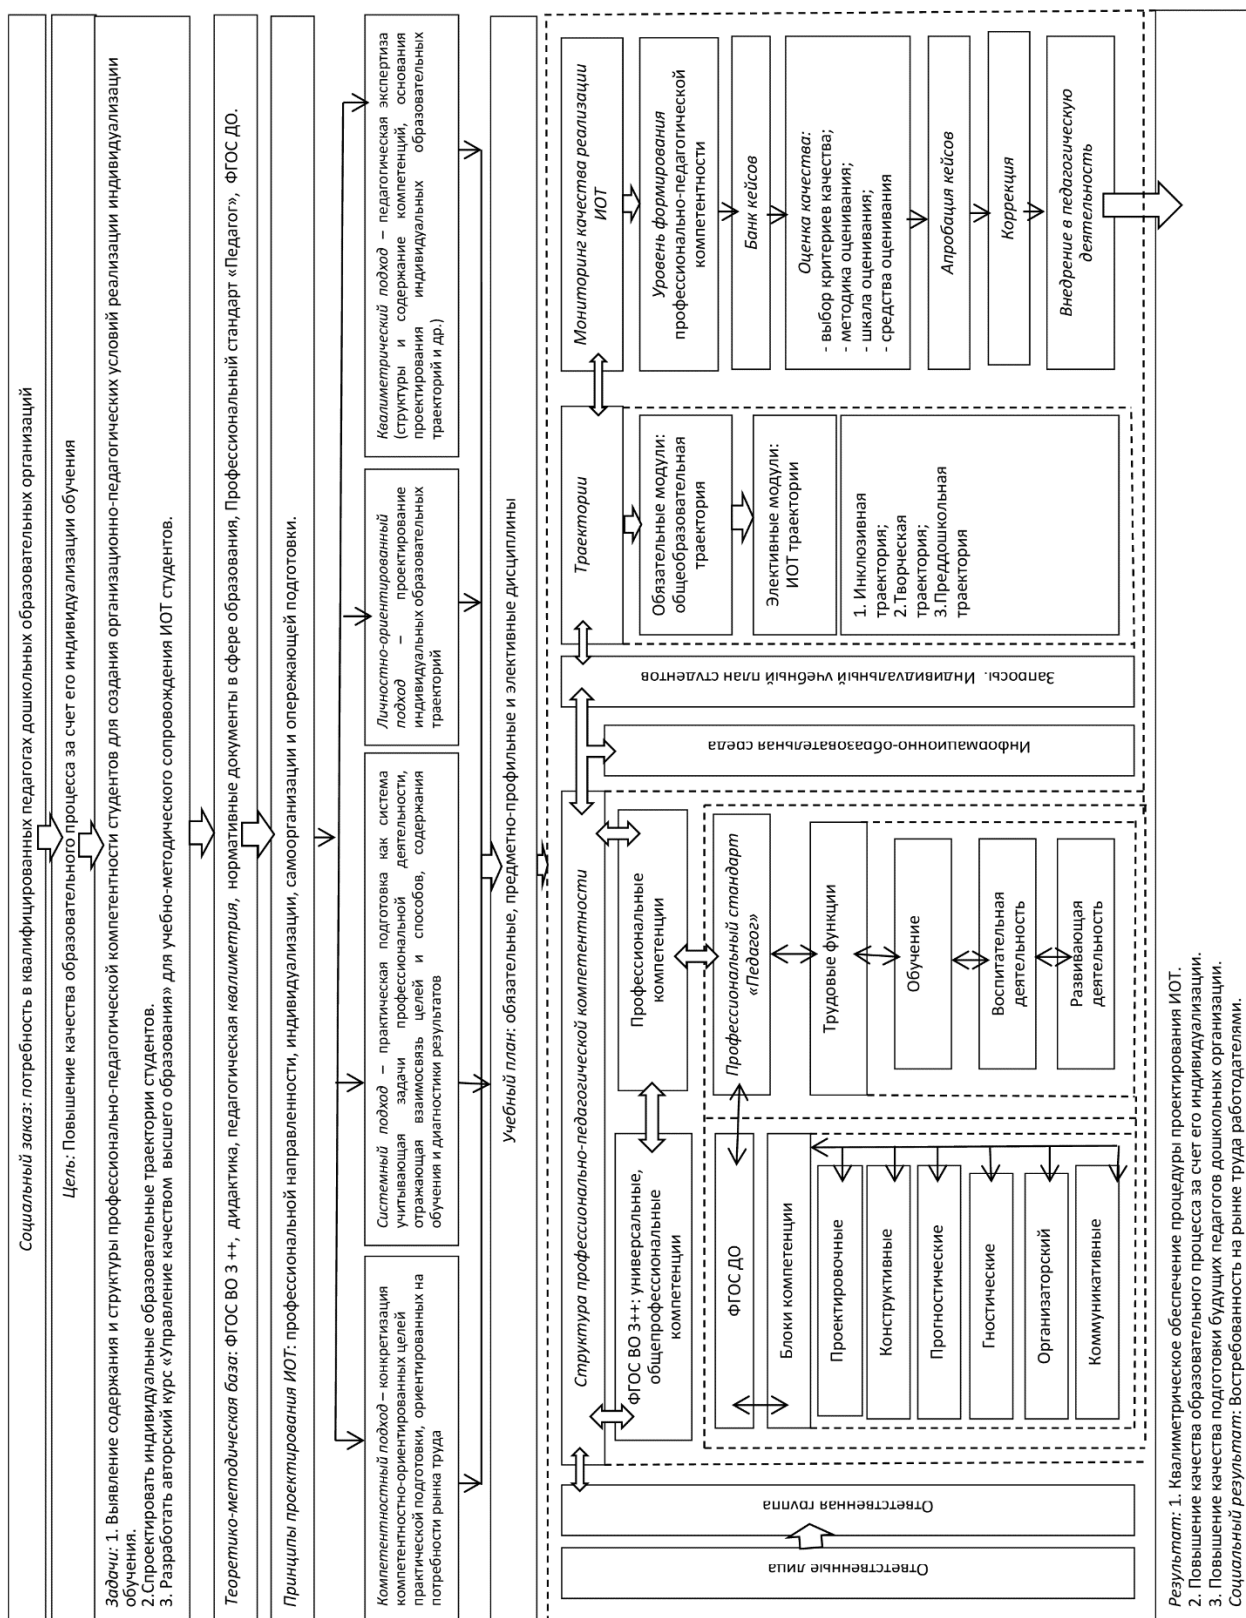 Социальный заказ: потребность в квалифицированных педагогах дошкольных образовательных организаций
Цель: Повышение качества образовательного процесса за счет его индивидуализации обучения
Задачи: 1. Выявление содержания и структуры профессионально-педагогической компетентности студентов для создания организационно-педагогических условий реализации индивидуализации
обучения.
2.Спроектировать индивидуальные образовательные траектории студентов.
3. Разработать авторский курс «Управление качеством высшего образования» для учебно-методического сопровождения ИОТ студентов.
Теоретико-методическая база: ФГОС ВО 3 ++, дидактика, педагогическая квалиметрия, нормативные документы в сфере образования, Профессиональный стандарт «Педагог», ФГОС ДО.
Принципы проектирования ИОТ: профессиональной направленности, индивидуализации, самоорганизации и опережающей подготовки.
Компетентностный подход – конкретизация
компетентностно-ориентированных целей
практической подготовки, ориентированных на
потребности рынка труда
Системный подход – практическая подготовка как система
учитывающая задачи профессиональной деятельности,
отражающая взаимосвязь целей и способов, содержания
обучения и диагностики результатов
Личностно-ориентированный
подход – проектирование
индивидуальных образовательных
траекторий
Квалиметрический подход – педагогическая экспертиза
(структуры и содержание компетенций, основания
проектирования индивидуальных образовательных
траекторий и др.)
Учебный план: обязательные, предметно-профильные и элективные дисциплины
Ответственные лица
Ответственная группа
Структура профессионально-педагогической компетентности
ФГОС ВО 3++: универсальные,
общепрофессиональные
компетенции
Профессиональные
компетенции
ФГОС ДО
Блоки компетенции
Проектировочные
Конструктивные
Прогностические
Гностические
Организаторский
Коммуникативные
Профессиональный стандарт
«Педагог»
Трудовые функции
Обучение
Воспитательная
деятельность
Развивающая
деятельность
Информационно-образовательная среда
Запросы. Индивидуальный учебный план студентов
Траектории
Обязательные модули:
общеобразовательная
траектория
Элективные модули:
ИОТ траектории
1. Инклюзивная
траектория;
2.Творческая
траектория;
3.Преддошкольная
траектория
Мониторинг качества реализации
ИОТ
Уровень формирования
профессионально-педагогической
компетентности
Банк кейсов
Оценка качества:
- выбор критериев качества;
- методика оценивания;
- шкала оценивания;
- средства оценивания
Апробация кейсов
Коррекция
Внедрение в педагогическую
деятельность
Результат: 1. Квалиметрическое обеспечение процедуры проектирования ИОТ.
2. Повышение качества образовательного процесса за счет его индивидуализации.
3. Повышение качества подготовки будущих педагогов дошкольных организации.
Социальный результат: Востребованность на рынке труда работодателями.